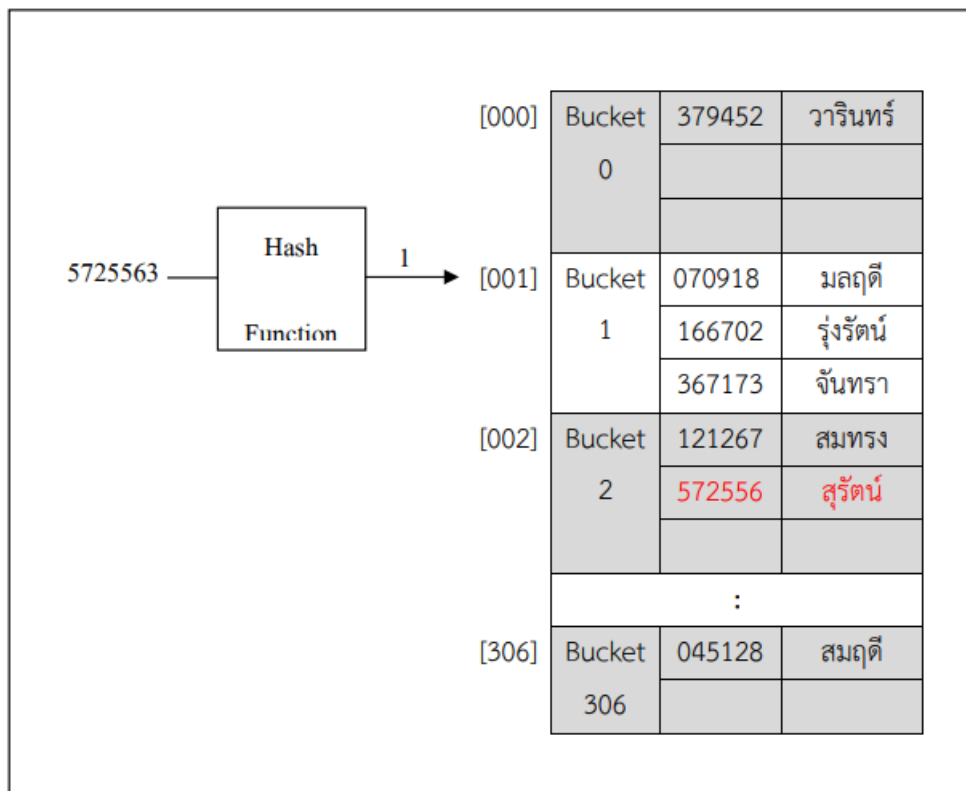 [000] Bucket 379452 วารินทร์
0
Hash
5725563 1 [001] Bucket 070918 มลฤดี
Function 1 166702 รุ่งรัตน์
367173 จันทรา
[002] Bucket 121267 สมทรง
2 572556 สุรัตน์
:
[306] Bucket 045128 สมฤดี
306